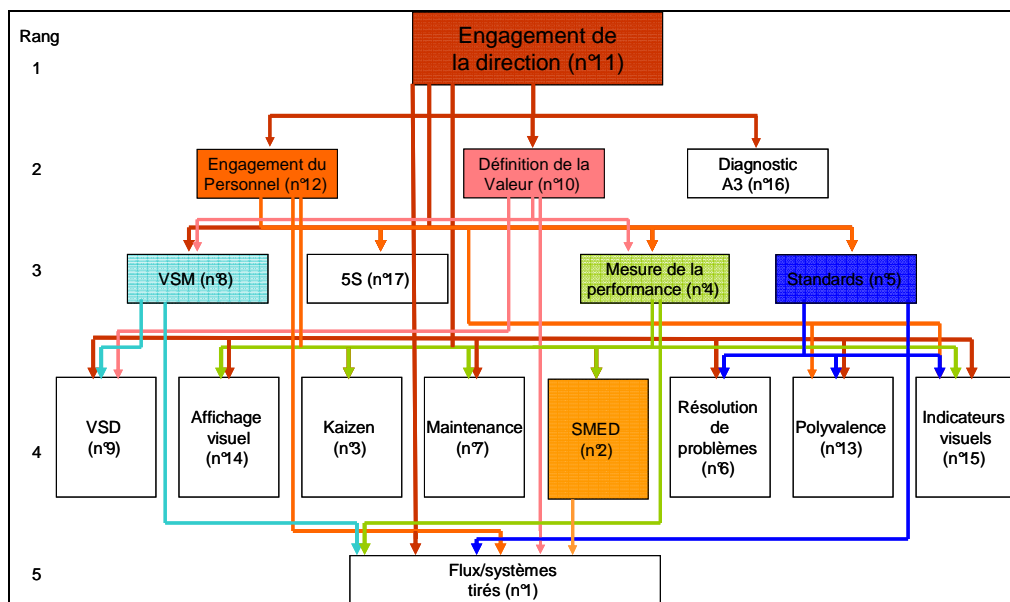 Rang
Engagement de
la direction (n°11)
1
Engagement du
Personnel (n°12)
Définition de la
Valeur (n°10)
Diagnostic
A3 (n°16)
2
VSM (n°8)
5S (n°17)
Mesure de la
performance (n°4)
Standards (n°5)
3
VSD
(n°9)
Affichage
visuel
(n°14)
Kaizen
(n°3)
Maintenance
(n°7)
SMED
(n°2)
Résolution
de
problèmes
(n°6)
Polyvalence
(n°13)
Indicateurs
visuels
(n°15)
4
Flux/systèmes
tirés (n°1)
5